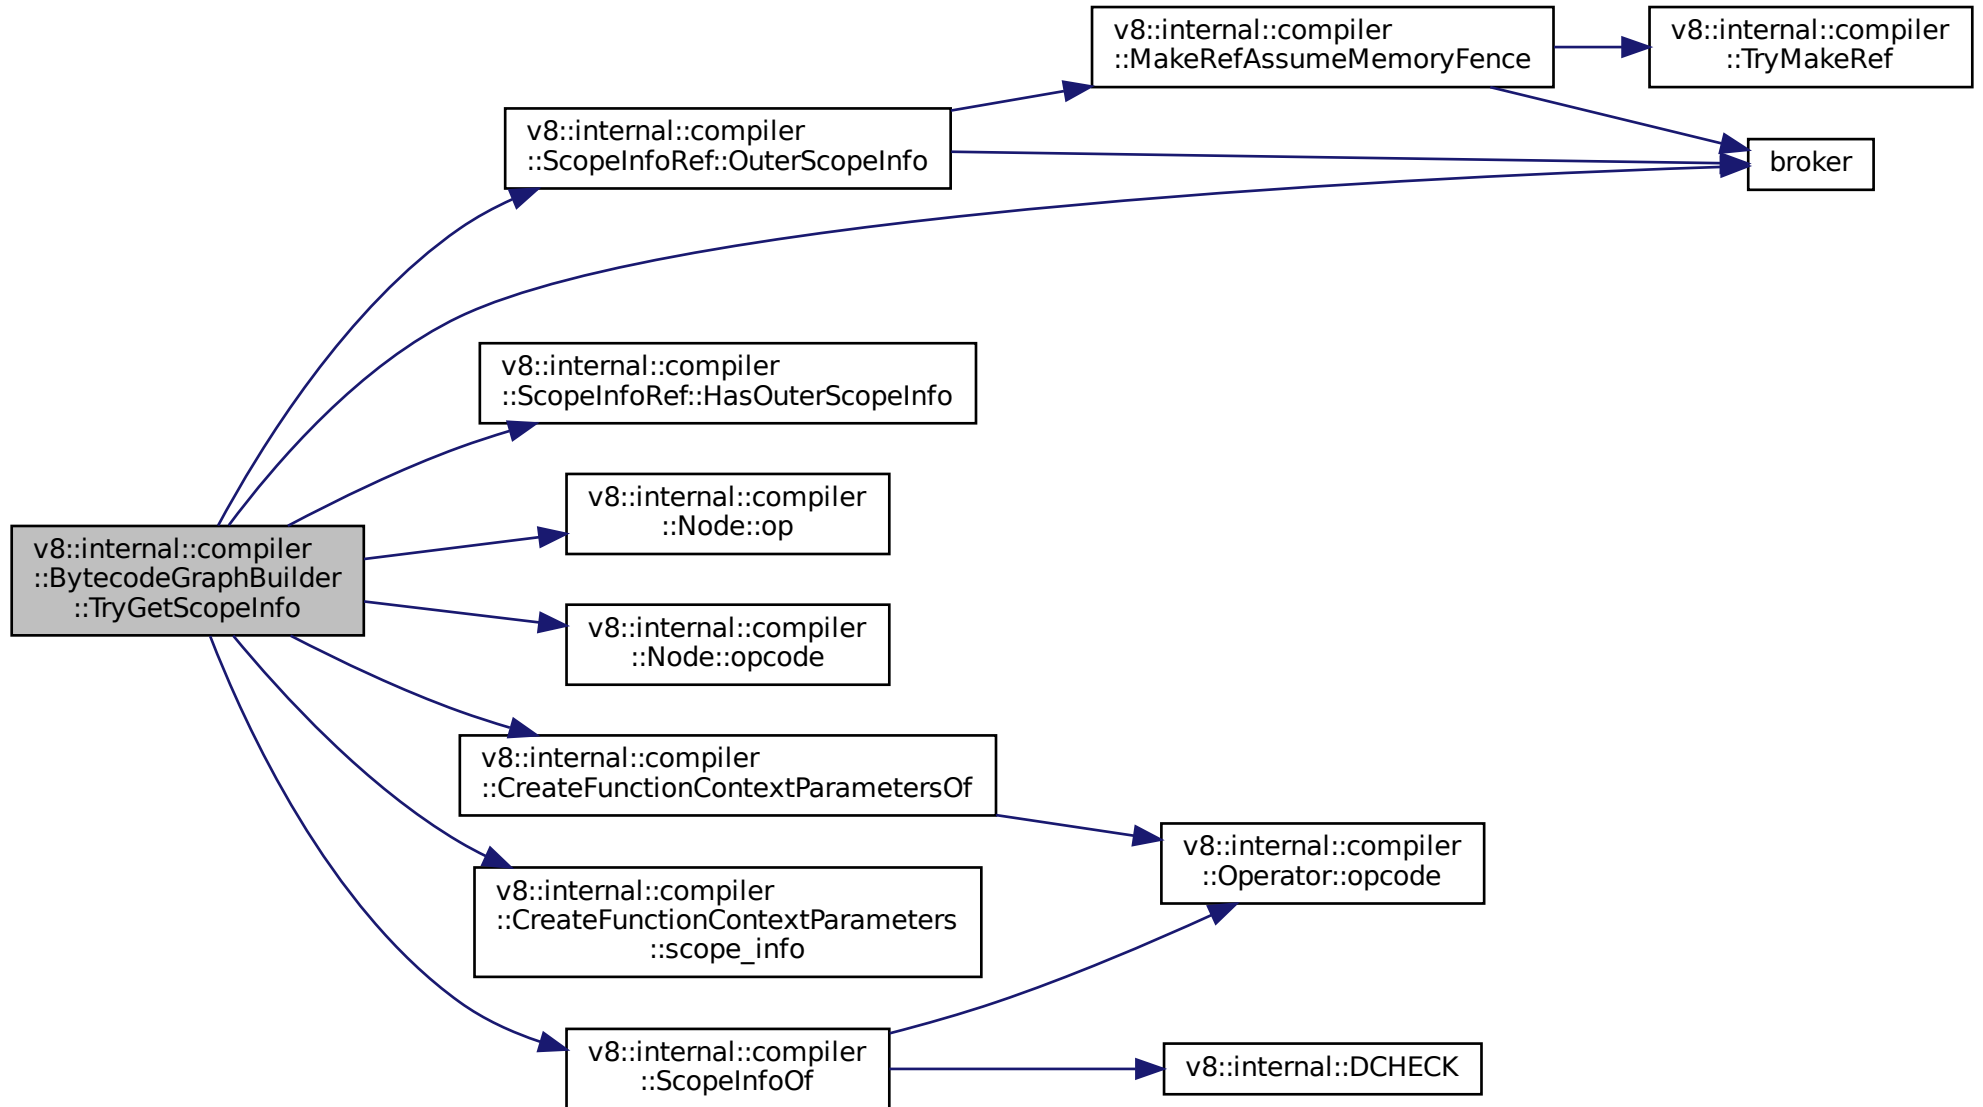 v8::internal::compiler
::MakeRefAssumeMemoryFence
v8::internal::compiler
::TryMakeRef
v8::internal::compiler
::ScopeInfoRef::OuterScopeInfo
broker
v8::internal::compiler
::ScopeInfoRef::HasOuterScopeInfo
v8::internal::compiler
::Node::op
v8::internal::compiler
::BytecodeGraphBuilder
::TryGetScopeInfo
v8::internal::compiler
::Node::opcode
v8::internal::compiler
::CreateFunctionContextParametersOf
v8::internal::compiler
::Operator::opcode
v8::internal::compiler
::CreateFunctionContextParameters
::scope_info
v8::internal::compiler
::ScopeInfoOf
v8::internal::DCHECK